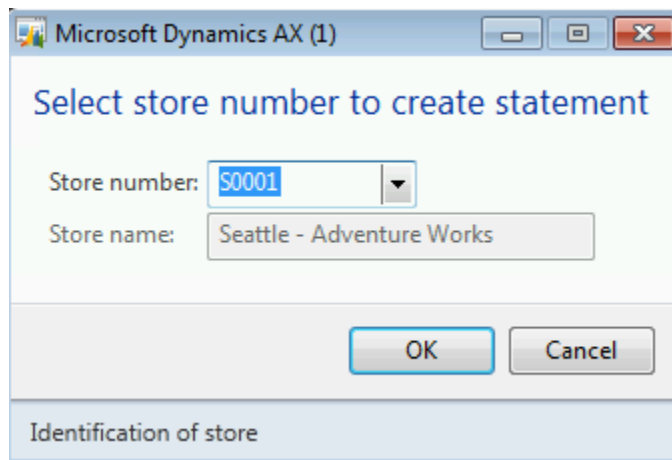 Microsoft Dynamics AX (1)
Select store number to create statement
Store number: S0001
Store name: Seattle - Adventure Works
OK Cancel
Identification of store